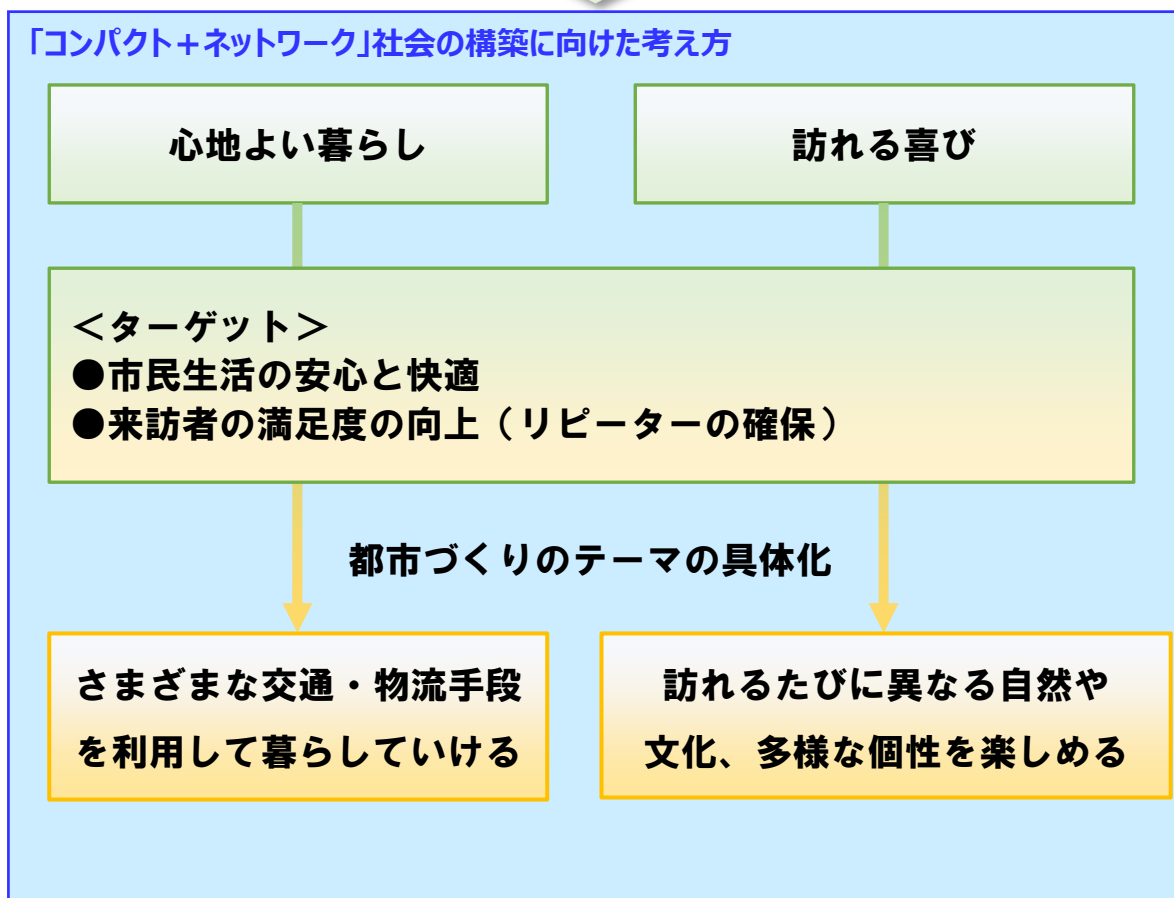 「コンパクト＋ネットワーク」社会の構築に向けた考え方
心地よい暮らし
訪れる喜び
＜ターゲット＞
●市民生活の安心と快適
●来訪者の満足度の向上（リピーターの確保）
都市づくりのテーマの具体化
さまざまな交通・物流手段
を利用して暮らしていける
訪れるたびに異なる自然や
文化、多様な個性を楽しめる